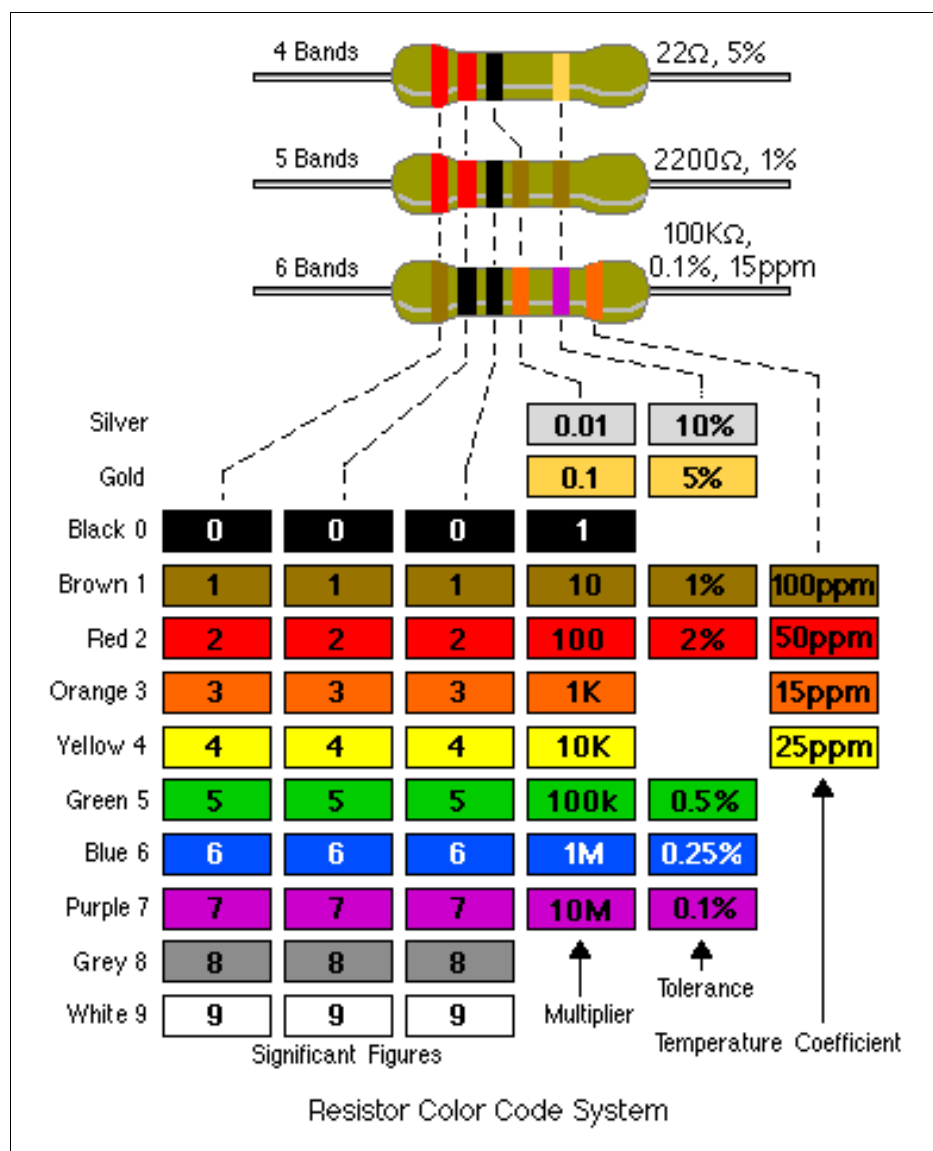 4 Bands 22Ω, 5%
5 Bands 2200Ω, 1%
6 Bands 100KΩ,
0.1%, 15ppm
Silver 0.01 10%
Gold 0.1 5%
Black 0 0 0 0 1
Brown 1 1 1 1 10 1% 100ppm
Red 2 2 2 2 100 2% 50ppm
Orange 3 3 3 3 1K 15ppm
Yellow 4 4 4 4 10K 25ppm
Green 5 5 5 5 100k 0.5%
Blue 6 6 6 6 1M 0.25%
Purple 7 7 7 7 10M 0.1%
Grey 8 8 8 8
White 9 9 9 9
Significant Figures
Multiplier
Tolerance
Temperature Coefficient
Resistor Color Code System